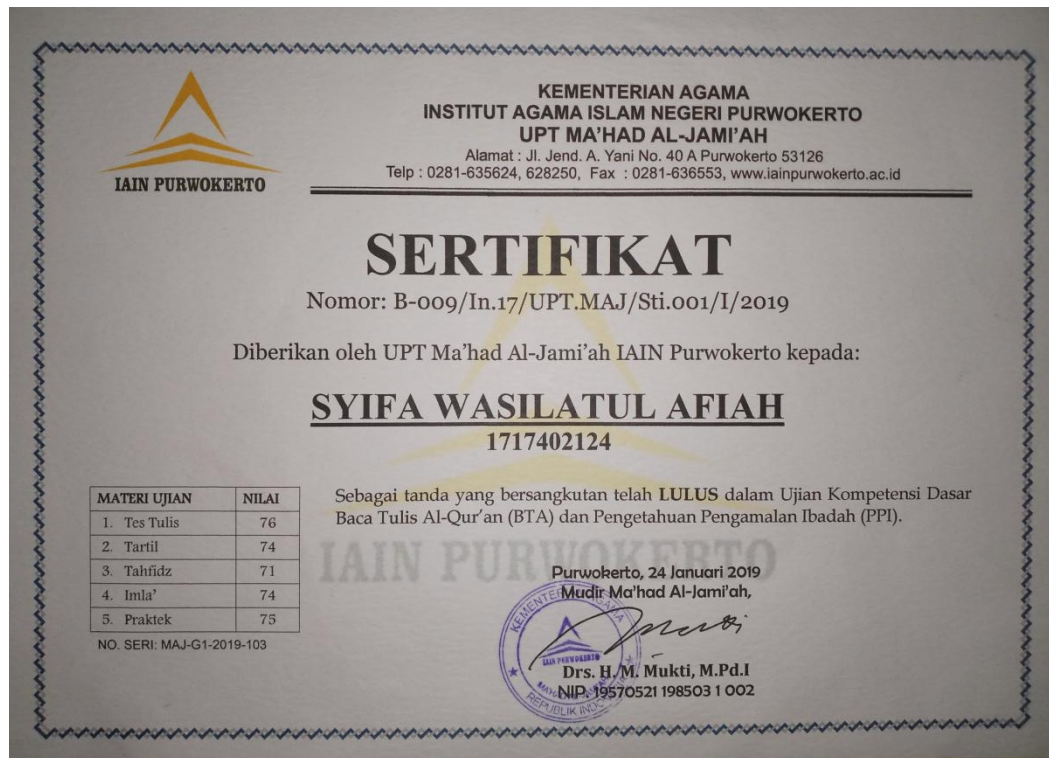 IAIN PURWOKERTO
KEMENTERIAN AGAMA
INSTITUT AGAMA ISLAM NEGERI PURWOKERTO
UPT MA'HAD AL-JAMI'AH
Alamat : Jl. Jend. A. Yani No. 40 A Purwokerto 53126
Telp : 0281-635624, 628250, Fax : 0281-636553, www.iainpurwokerto.ac.id
SERTIFIKAT
Nomor: B-009/In.17/UPT.MAJ/Sti.001/I/2019
Diberikan oleh UPT Ma'had Al-Jami'ah IAIN Purwokerto kepada:
SYIFA WASILATUL AFIAH
1717402124
MATERI UJIAN NILAI
1. Tes Tulis 76
2. Tartil 74
3. Tahfidz 71
4. Imla' 74
5. Praktek 75
NO. SERI: MAJ-G1-2019-103
Sebagai tanda yang bersangkutan telah LULUS dalam Ujian Kompetensi Dasar
Baca Tulis Al-Qur'an (BTA) dan Pengetahuan Pengamalan Ibadah (PPI).
IAIN PURWOKERTO
Purwokerto, 24 Januari 2019
Mudir Ma'had Al-Jami'ah,
KEMENTERIAN AGAMA
IAIN PURWOKERTO
REPUBLIK INDONESIA
Drs. H. M. Mukti, M.Pd.I
NIP. 19570521 198503 1 002